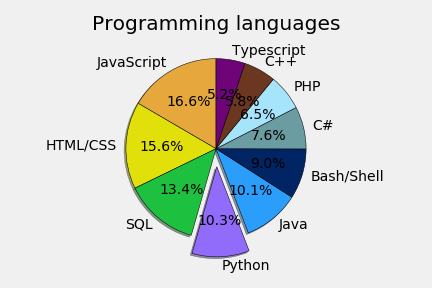 Programming languages
JavaScript
16.6%
HTML/CSS
15.6%
SQL
13.4%
Python
10.3%
Java
10.1%
Bash/Shell
9.0%
C#
7.6%
PHP
6.5%
C++
5.8%
Typescript
5.2%